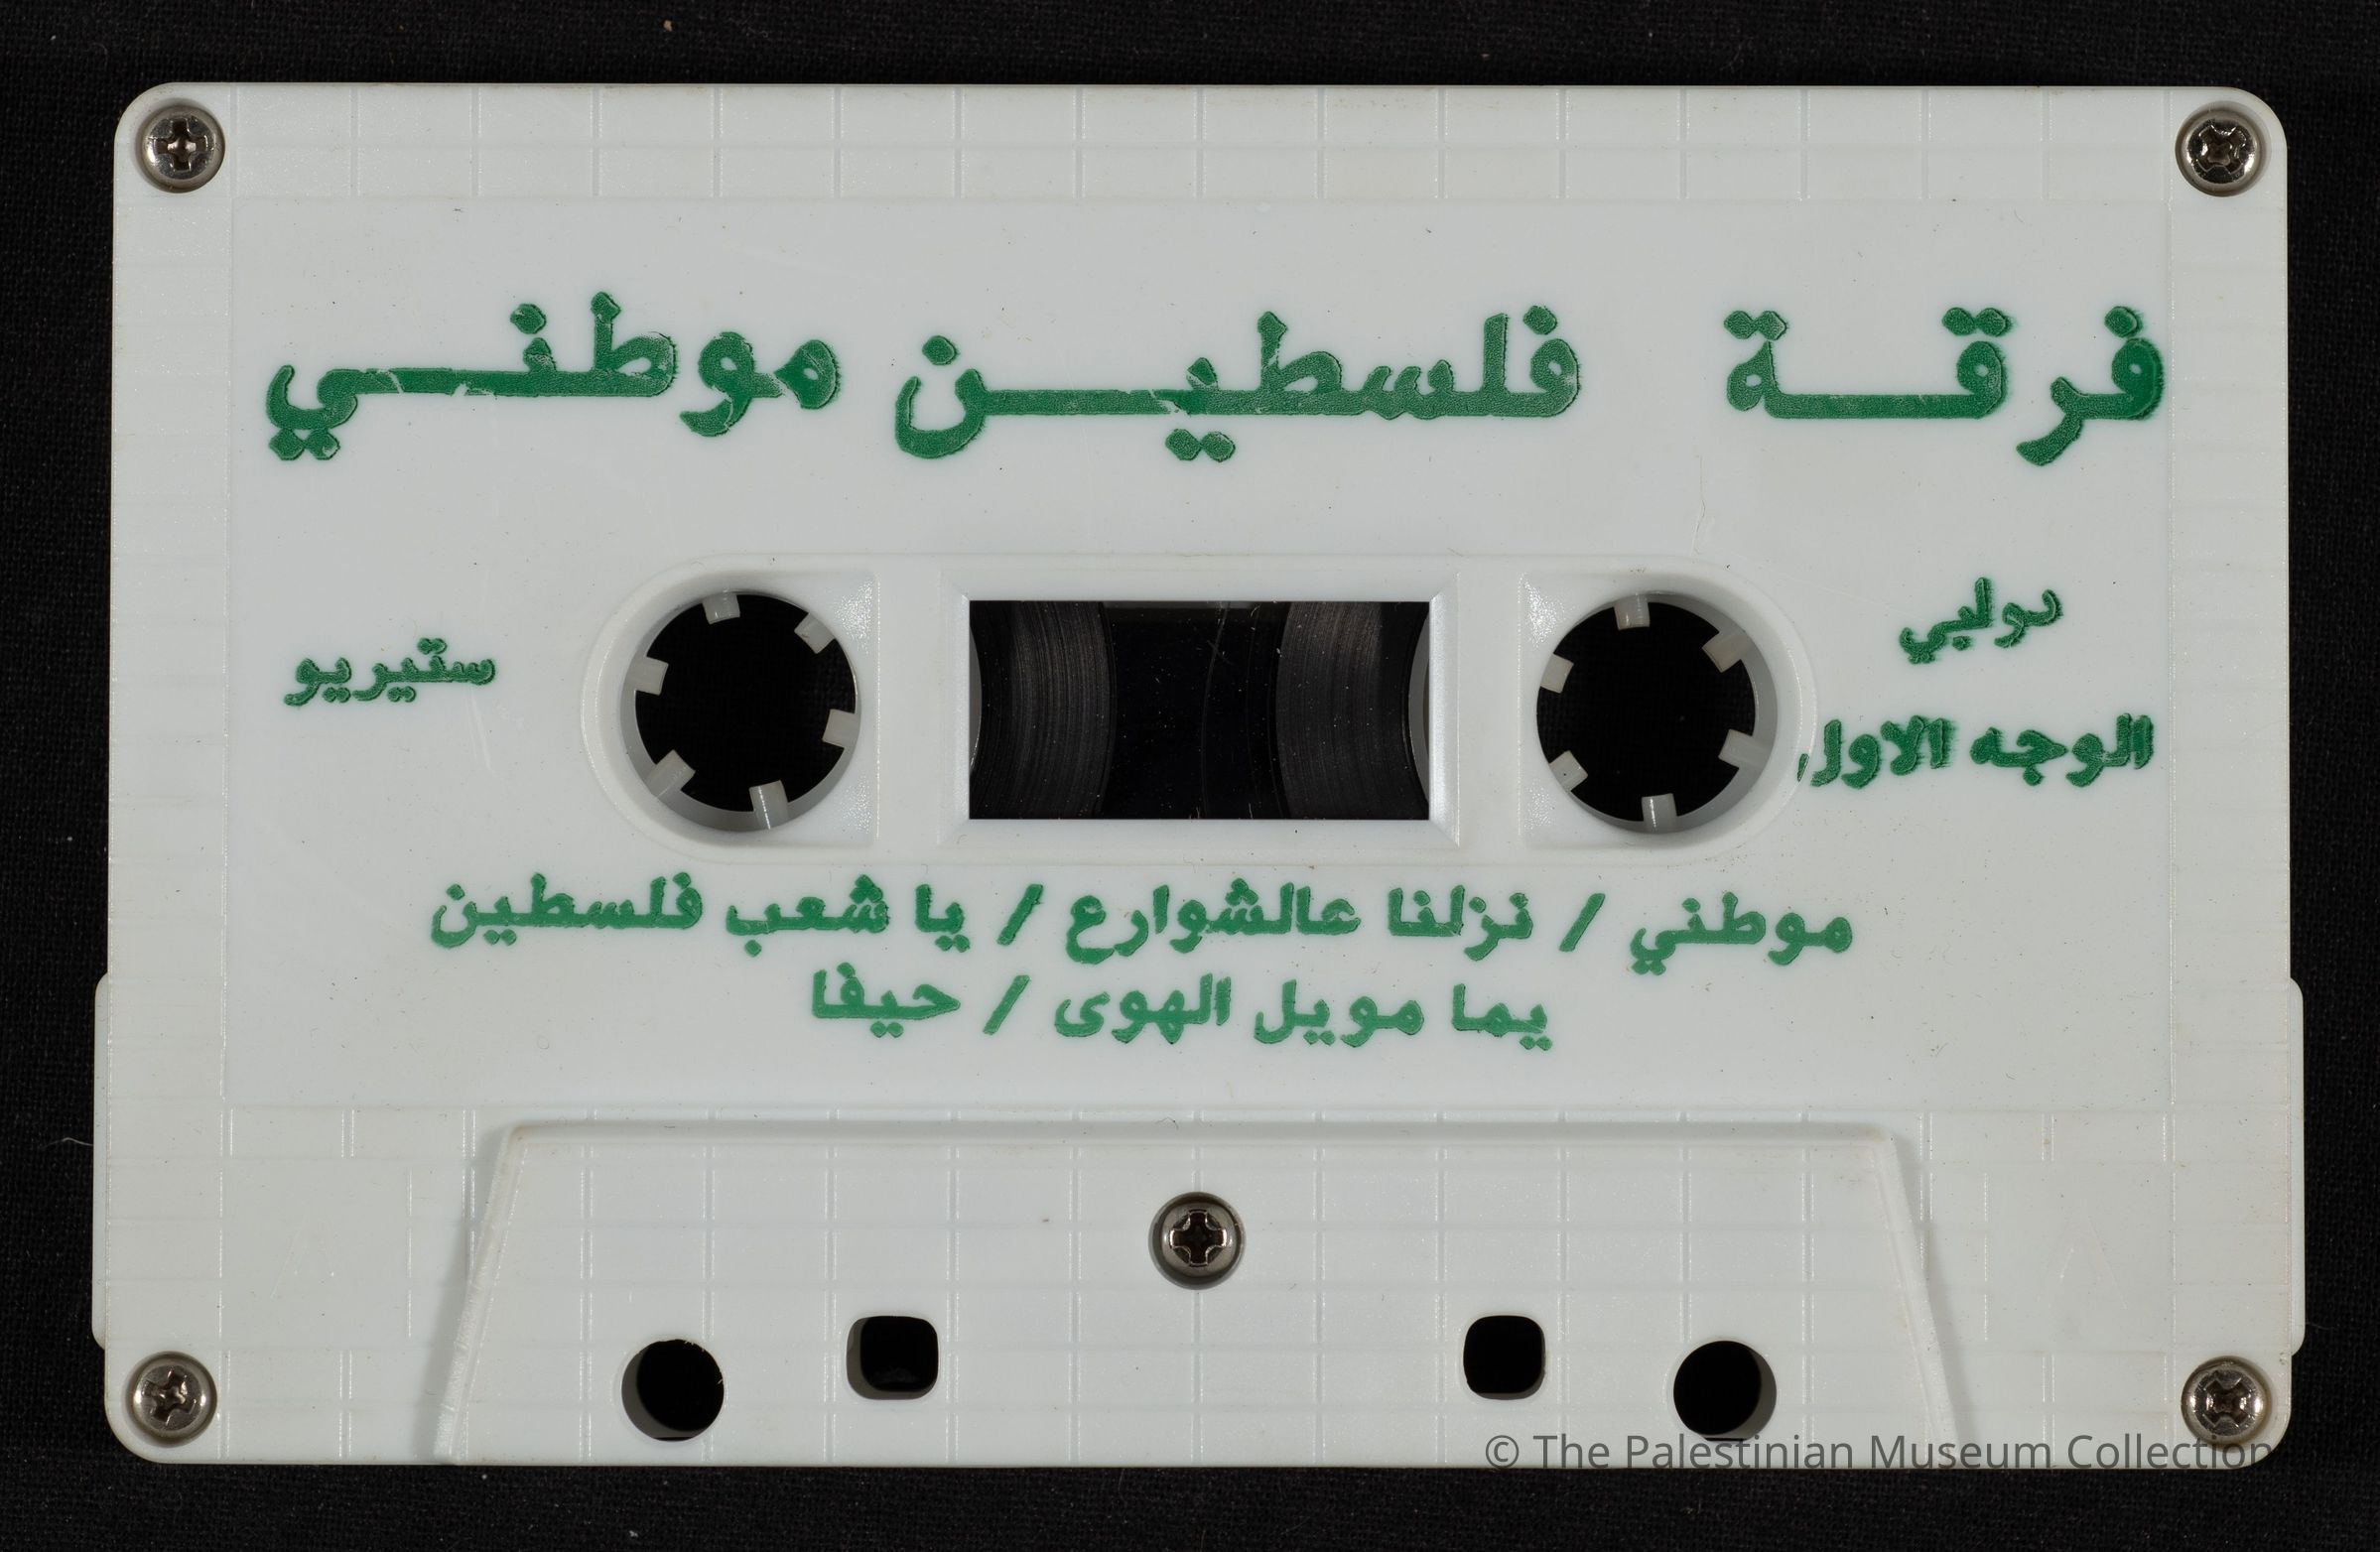 فرقة فلسطين موطني
دولبي
ستيريو
الوجه الاول
موطني / نزلنا عالشوارع / يا شعب فلسطين
يما مويل الهوى / حيفا
© The Palestinian Museum Collection